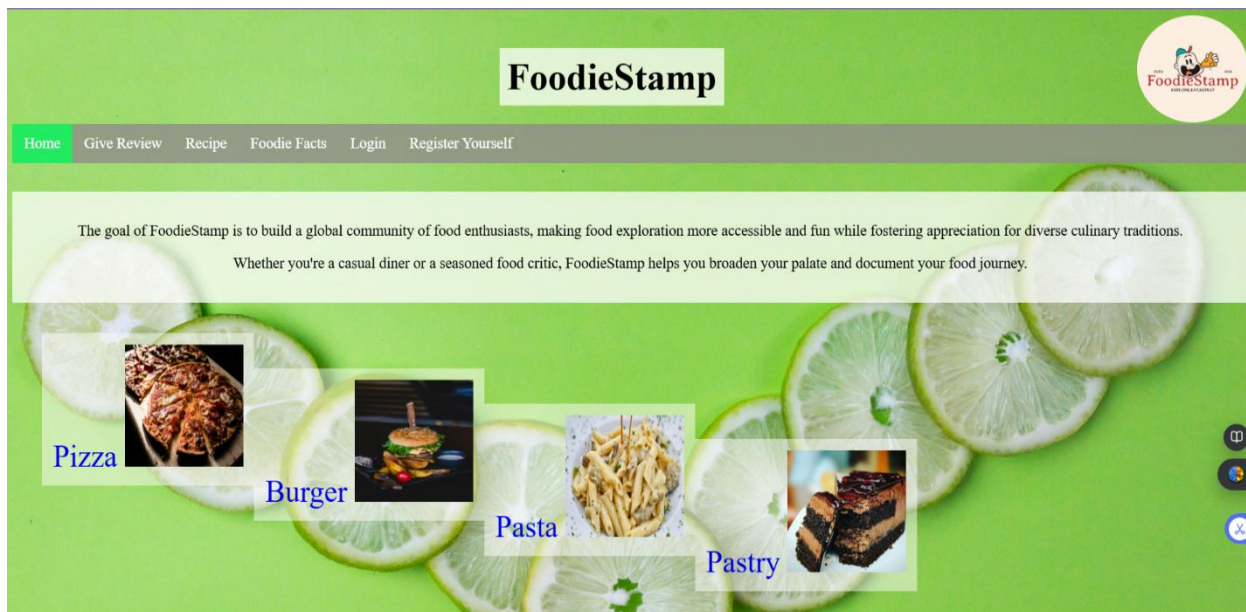 FoodieStamp
FoodieStamp
Home Give Review Recipe Foodie Facts Login Register Yourself
The goal of FoodieStamp is to build a global community of food enthusiasts, making food exploration more accessible and fun while fostering appreciation for diverse culinary traditions.
Whether you're a casual diner or a seasoned food critic, FoodieStamp helps you broaden your palate and document your food journey.
Pizza
Burger
Pasta
Pastry